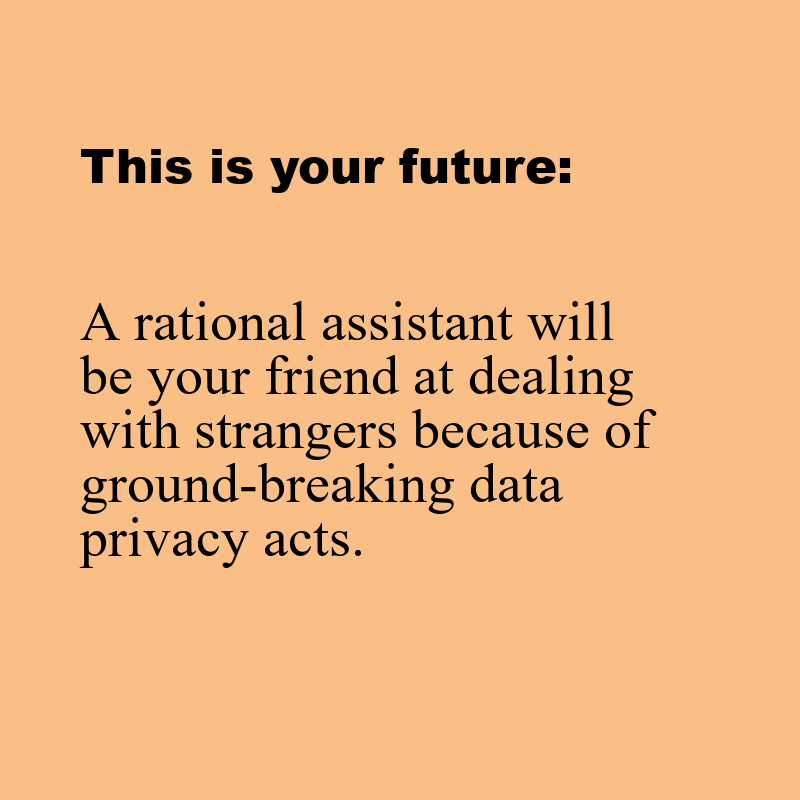 This is your future:
A rational assistant will
be your friend at dealing
with strangers because of
ground-breaking data
privacy acts.